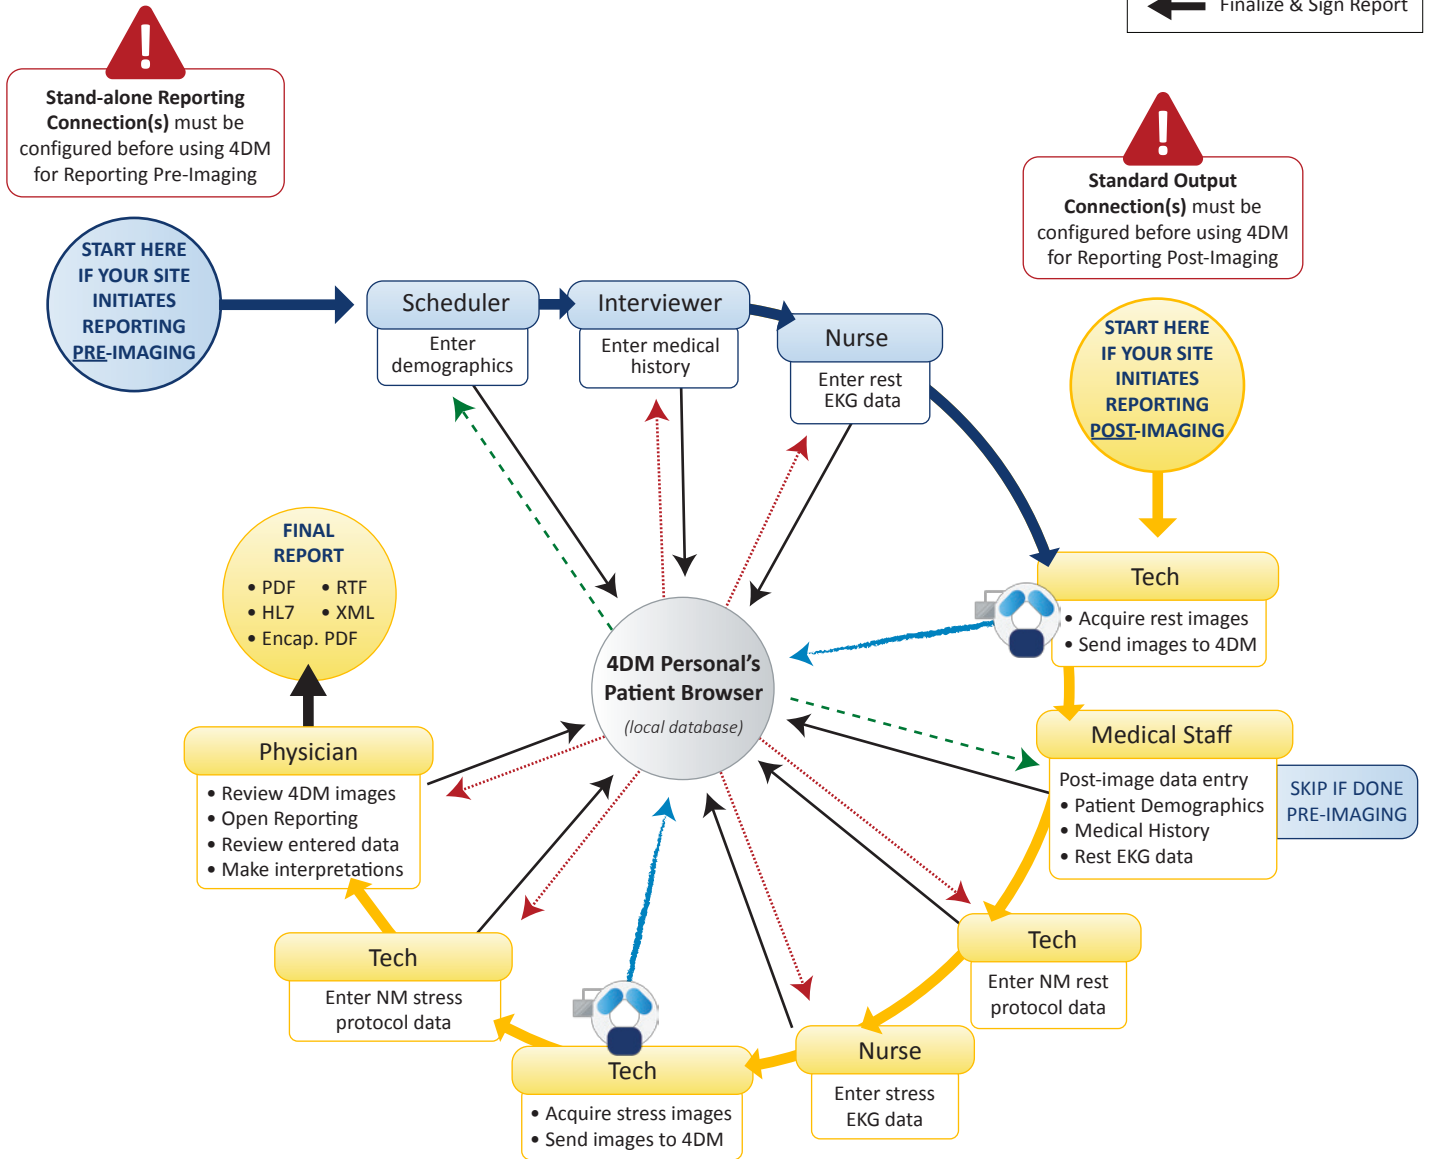 Finalize & Sign Report
Stand-alone Reporting
Connection(s) must be
configured before using 4DM
for Reporting Pre-Imaging
Standard Output
Connection(s) must be
configured before using 4DM
for Reporting Post-Imaging
START HERE
IF YOUR SITE
INITIATES
REPORTING
PRE-IMAGING
Scheduler
Enter
demographics
Interviewer
Enter medical
history
Nurse
Enter rest
EKG data
START HERE
IF YOUR SITE
INITIATES
REPORTING
POST-IMAGING
Tech
• Acquire rest images
• Send images to 4DM
Medical Staff
Post-image data entry
• Patient Demographics
• Medical History
• Rest EKG data
SKIP IF DONE
PRE-IMAGING
Tech
Enter NM rest
protocol data
Nurse
Enter stress
EKG data
Tech
• Acquire stress images
• Send images to 4DM
Tech
Enter NM stress
protocol data
Physician
• Review 4DM images
• Open Reporting
• Review entered data
• Make interpretations
FINAL
REPORT
• PDF • RTF
• HL7 • XML
• Encap. PDF
4DM Personal's
Patient Browser
(local database)